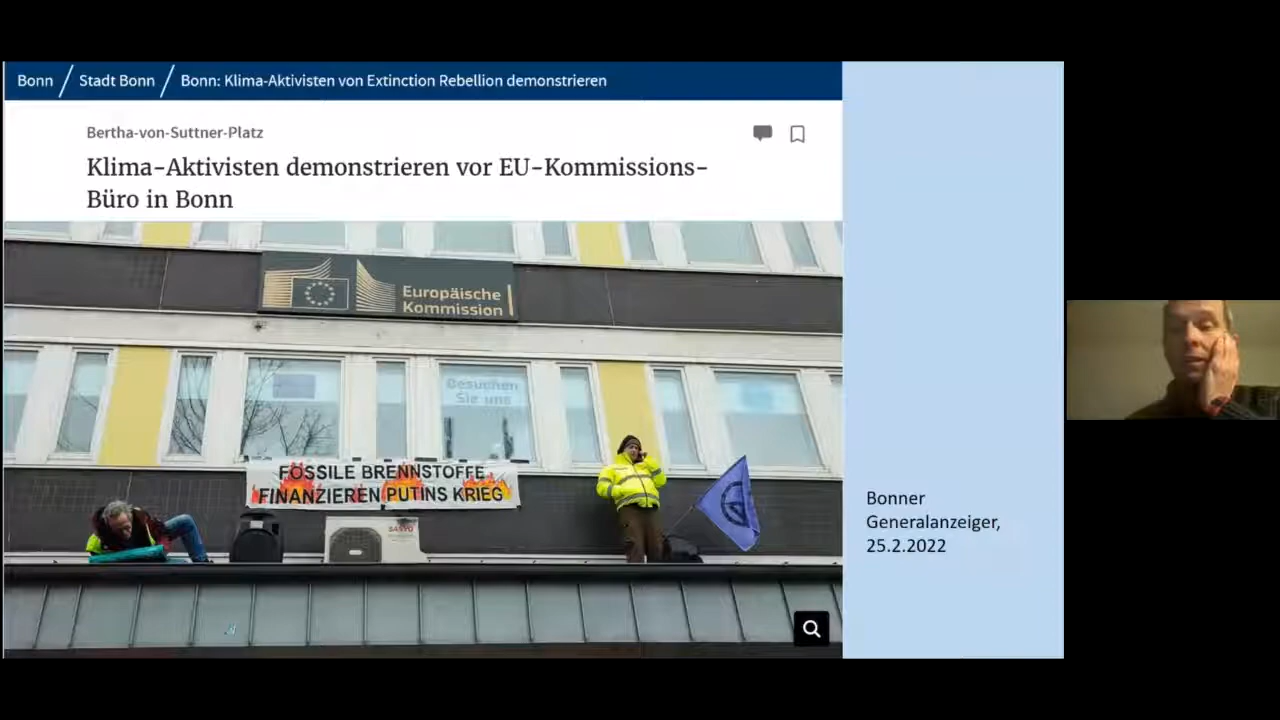 Bonn / Stadt Bonn / Bonn: Klima-Aktivisten von Extinction Rebellion demonstrieren
Bertha-von-Suttner-Platz
Klima-Aktivisten demonstrieren vor EU-Kommissions-
Büro in Bonn
Europäische
Kommission
Besuchen
Sie uns
FOSSILE BRENNSTOFFE
FINANZIEREN PUTINS KRIEG
SANYO
Bonner
Generalanzeiger,
25.2.2022